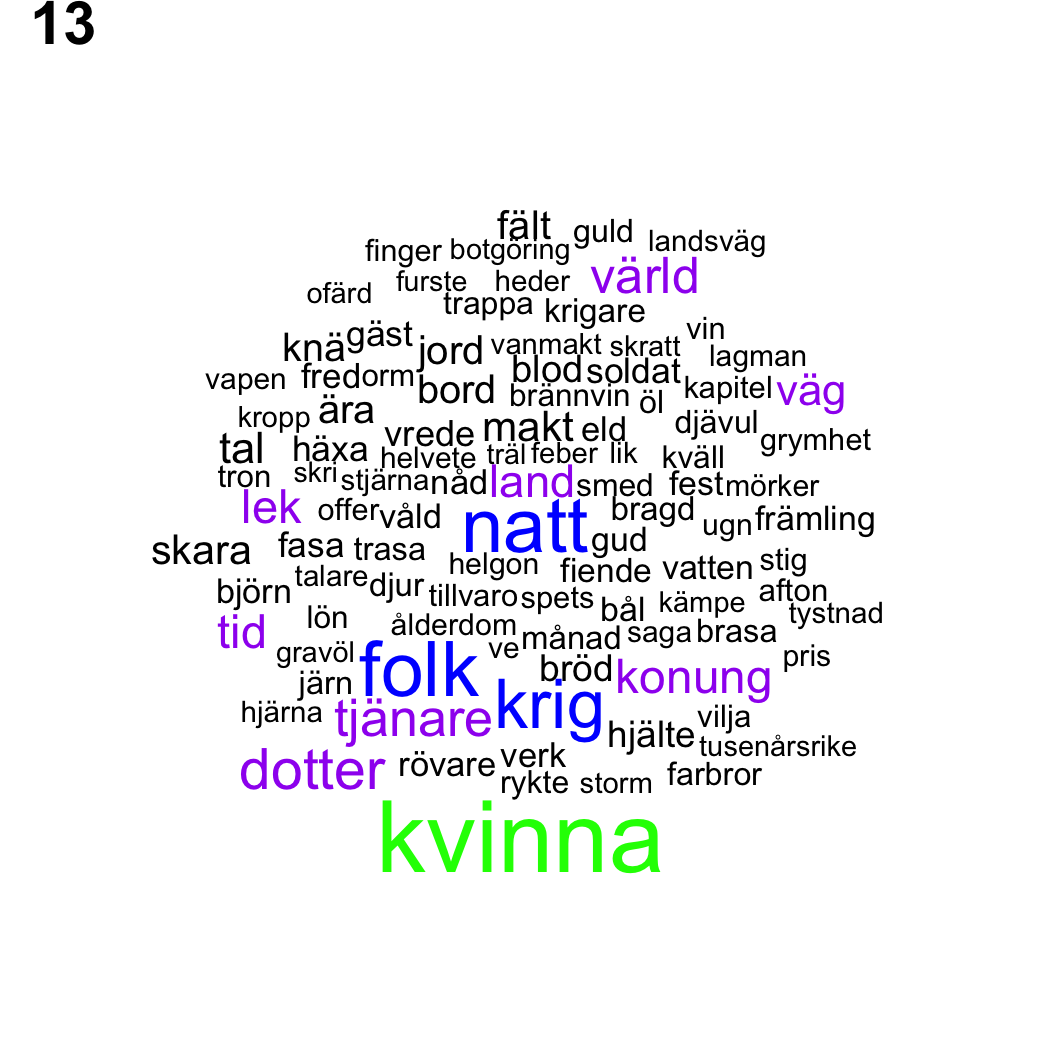 13
fält guld landsväg
finger botgöring
furste heder värld
ofärd trappa krigare
knä gäst jord vanmakt skratt vin lagman
vapen fred orm bord blod soldat kapitel väg
kropp ära brännvin öl djävul
tal häxa vrede makt eld grymhet
tron skri helvete träl feber lik kväll
stjärna nåd land smed fest mörker
lek offer våld natt bragd ugn främling
skara fasa trasa gud
björn talare djur helgon fiende vatten stig
lön tillvaro spets bål kämpe afton tystnad
tid ålderdom månad saga brasa
gravöl ve bröd pris
järn folk krig konung
hjärna tjänare hjälte vilja
dotter rövare verk tusenårsrike
rykte storm farbror
kvinna